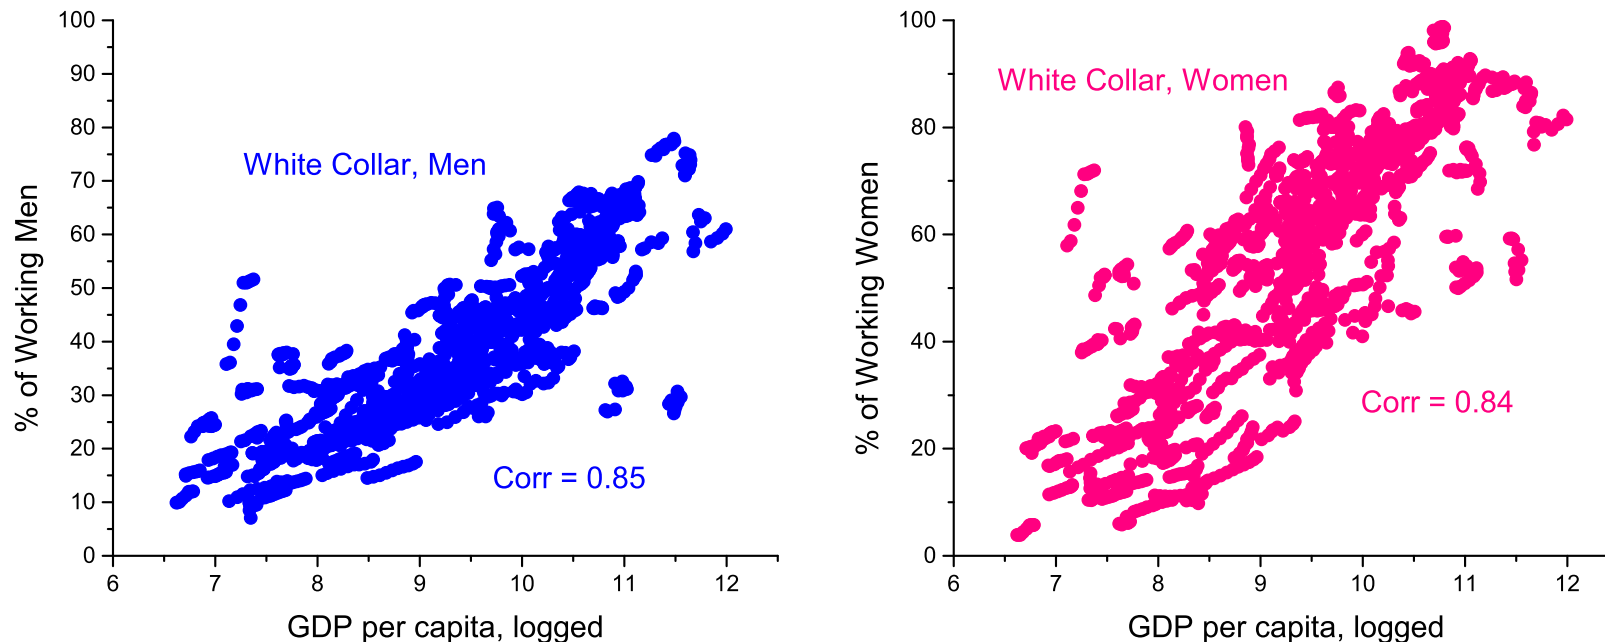 100
90
80
70
60
50
40
30
20
10
0
% of Working Men
White Collar, Men
Corr = 0.85
6 7 8 9 10 11 12
GDP per capita, logged
100
80
60
40
20
0
% of Working Women
White Collar, Women
Corr = 0.84
6 7 8 9 10 11 12
GDP per capita, logged